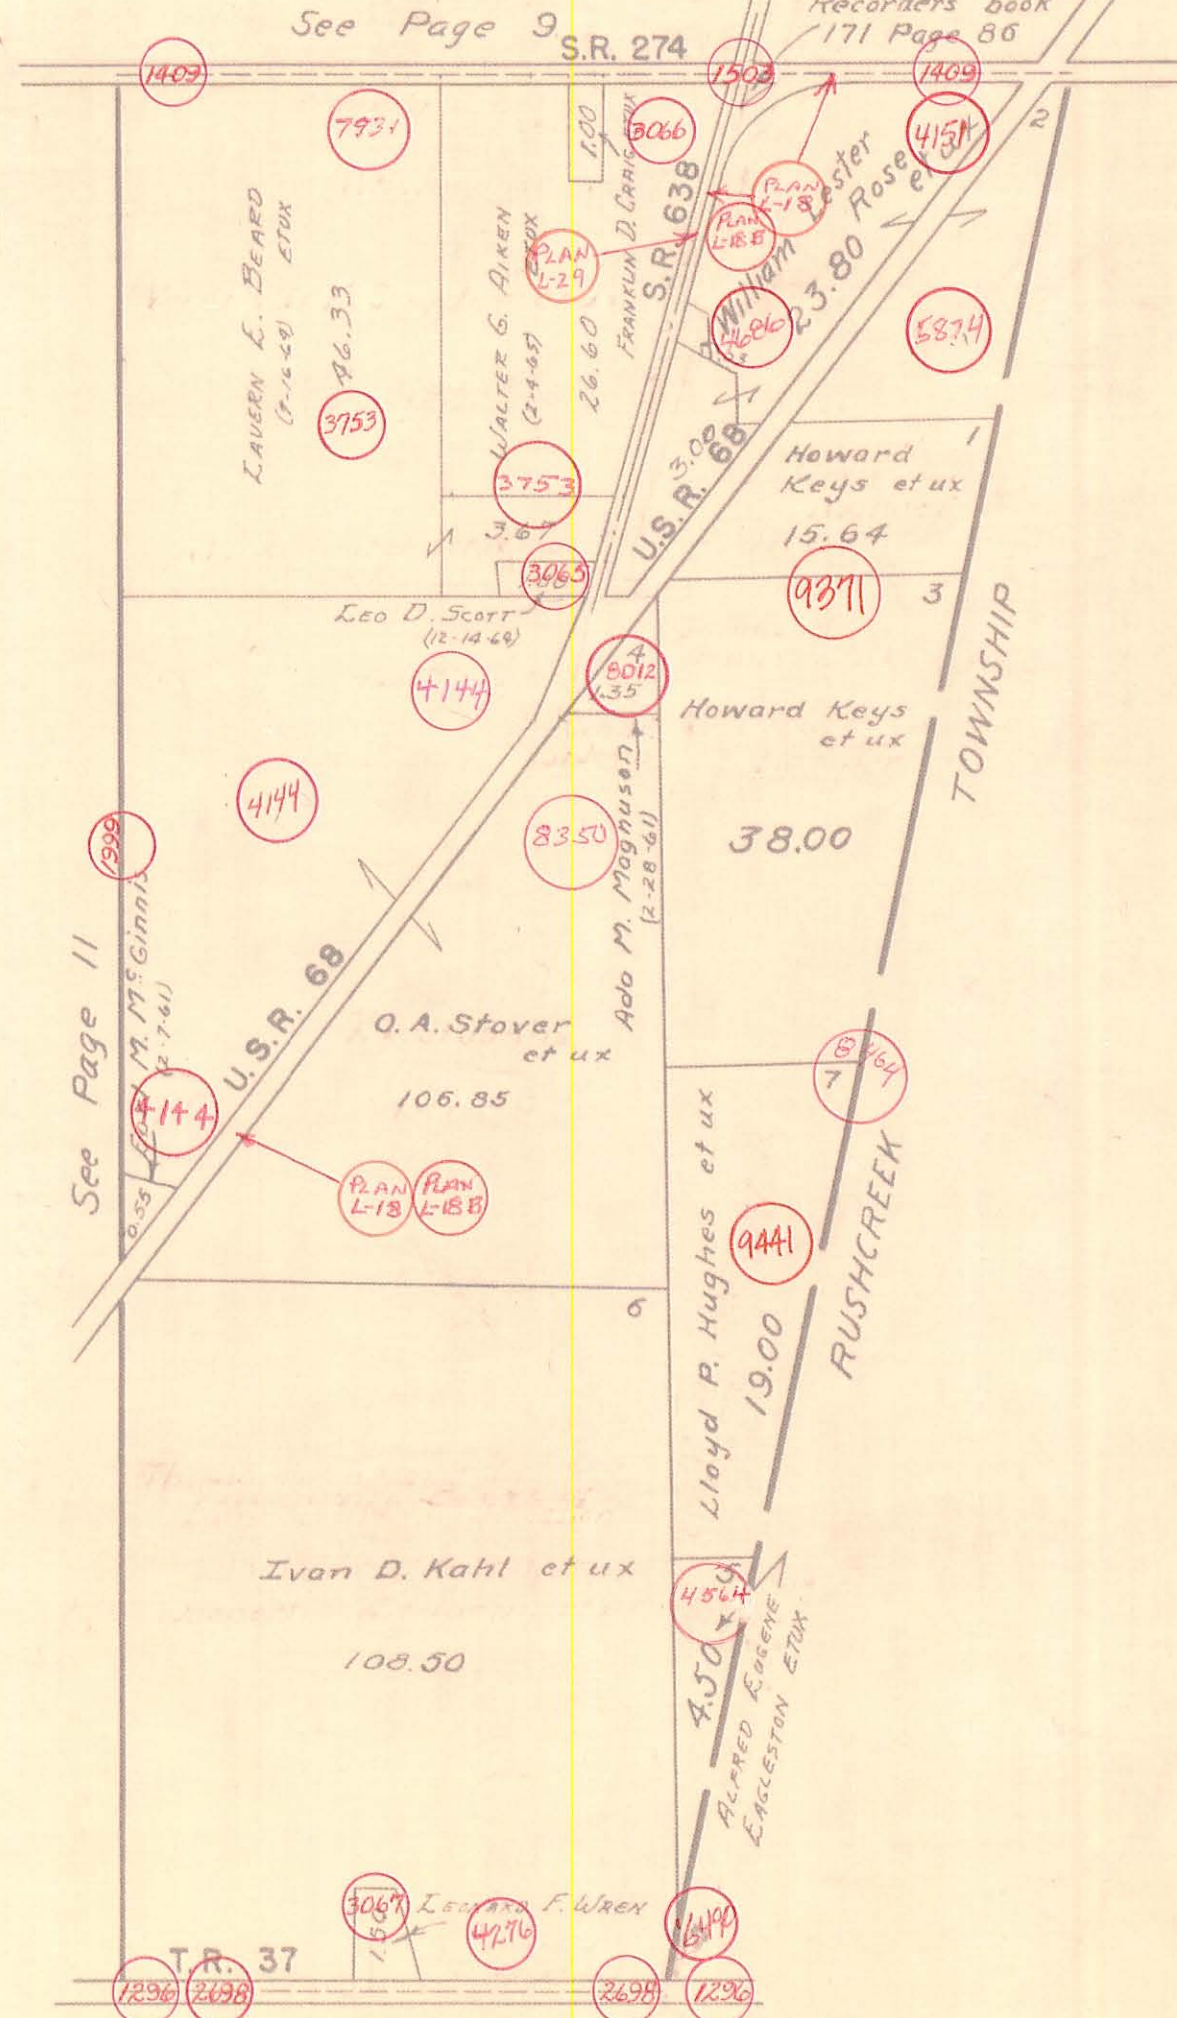 See Page 9
Recorders book
171 Page 86
S.R. 274
1409
1503
1409
7931
1.00
3066
4151
2
FRANKLIN D. CRAIG ETUX
S.R. 638
PLAN
L-18
PLAN
L-18B
PLAN
L-29
William Lester
Rose
et ux
23.80
LAVERN E. BEARD
ETUX
(7-16-69)
46.33
3753
WALTER G. AIKEN
ETUX
(2-4-65)
26.60
4686
5874
3.00
U.S.R. 68
1
Howard
Keys et ux
15.64
3753
3.67
3065
9371
3
LEO D. SCOTT
(12-14-64)
4144
4
8012
1.35
Howard Keys
et ux
TOWNSHIP
4144
8350
Ado M. Magnuson
(2-28-61)
38.00
1999
See Page 11
M. McGinnis
(2-7-61)
U.S.R. 68
O. A. Stover
et ux
106.85
8464
7
4144
0.55
PLAN
L-18
PLAN
L-18B
Lloyd P. Hughes et ux
9441
19.00
RUSHCREEK
6
Ivan D. Kahl et ux
108.50
5
4564
4.50
ALFRED EUGENE
EAGLESTON ETUX.
3067
LEONARD F. WREN
4276
T.R. 37
1296
2698
2698
1296